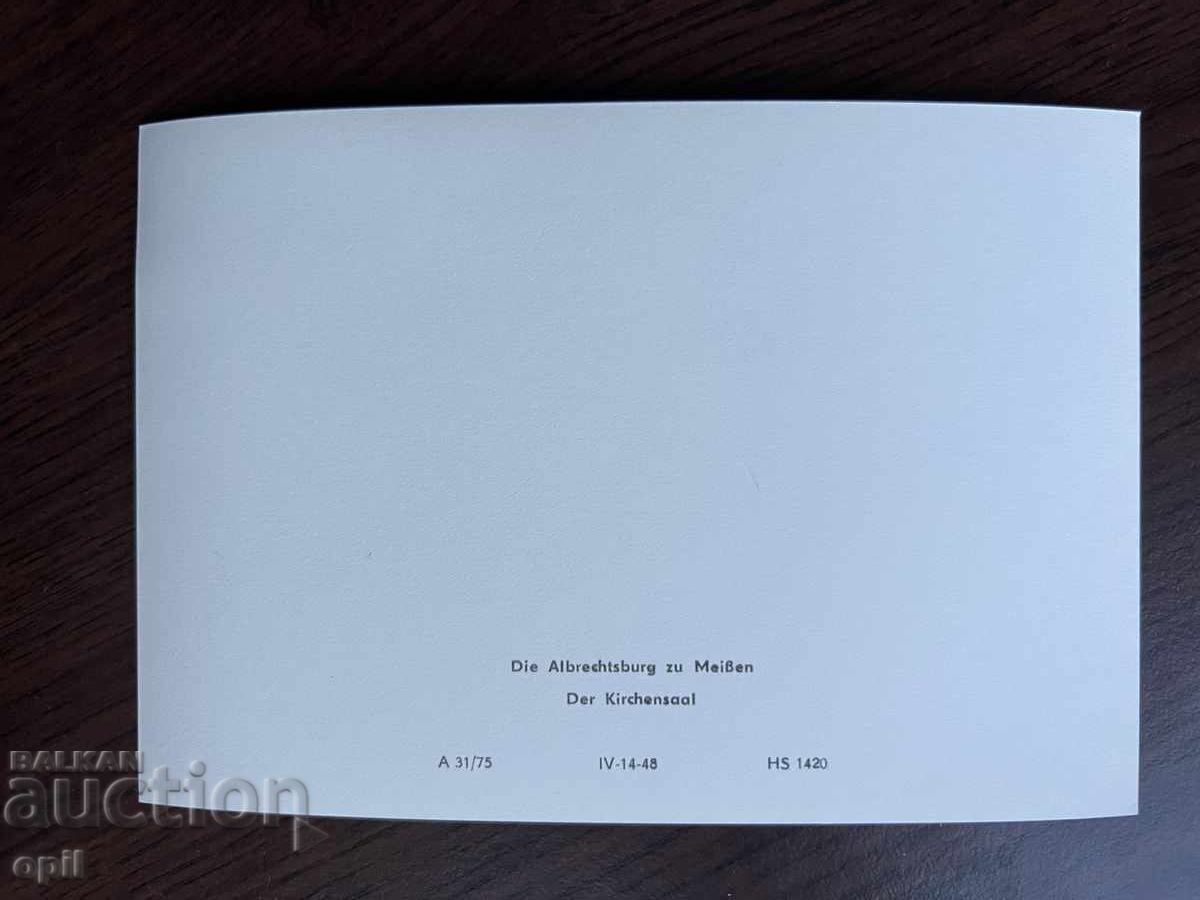 Die Albrechtsburg zu Meißen
Der Kirchensaal
A 31/75 IV-14-48 HS 1420
BALKAN
auction
opil